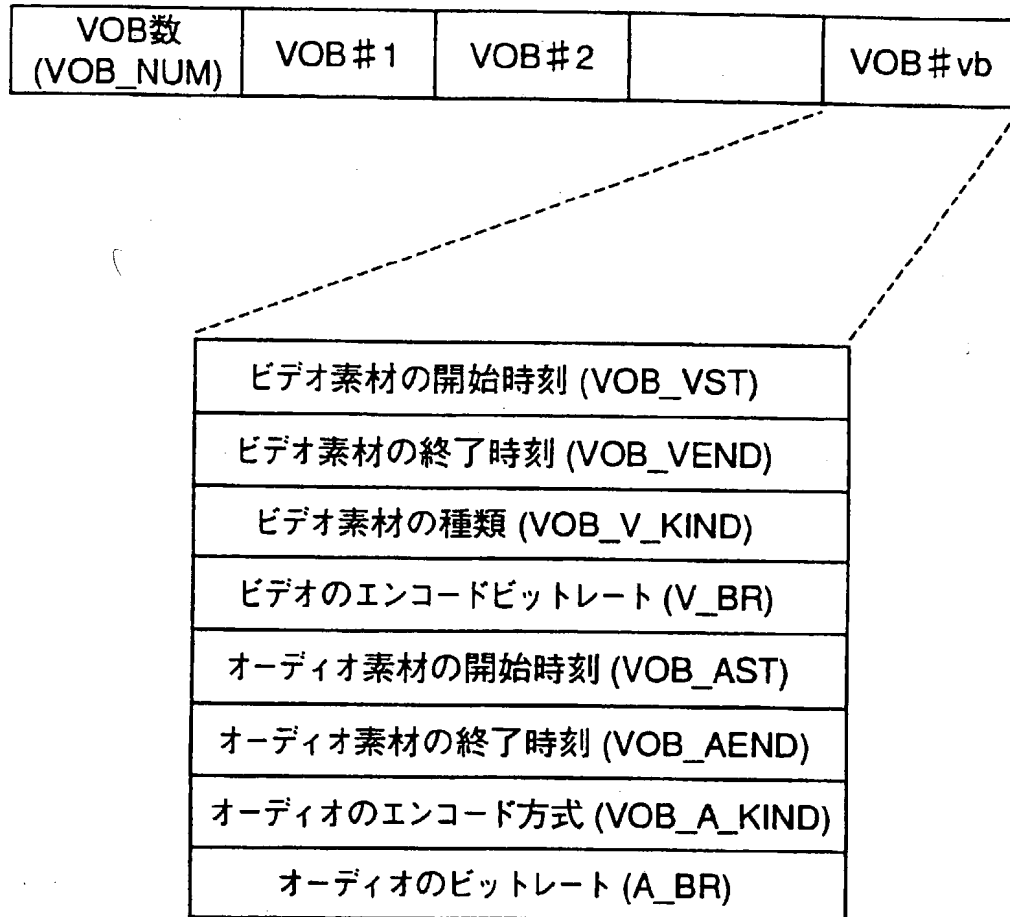 VOB数
(VOB_NUM)
VOB#1
VOB#2
VOB#vb
ビデオ素材の開始時刻 (VOB_VST)
ビデオ素材の終了時刻 (VOB_VEND)
ビデオ素材の種類 (VOB_V_KIND)
ビデオのエンコードビットレート (V_BR)
オーディオ素材の開始時刻 (VOB_AST)
オーディオ素材の終了時刻 (VOB_AEND)
オーディオのエンコード方式 (VOB_A_KIND)
オーディオのビットレート (A_BR)